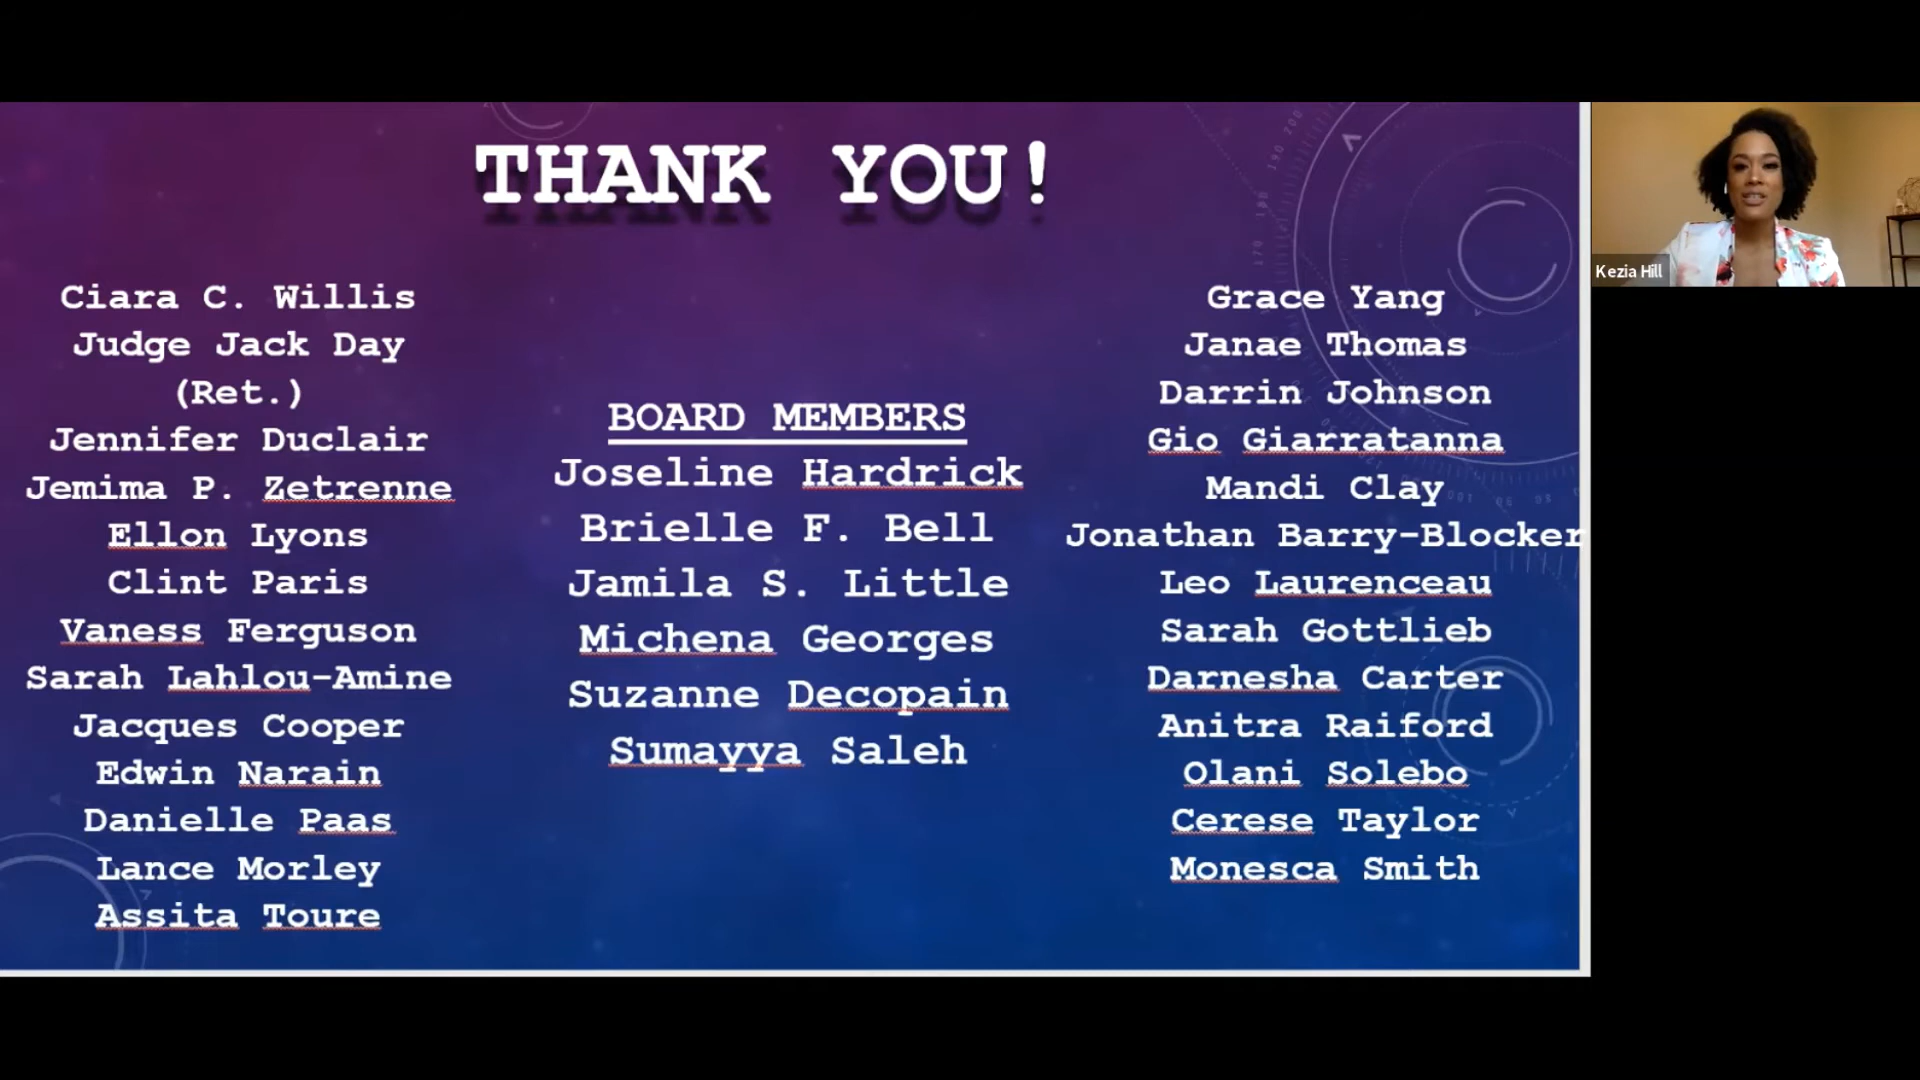 THANK YOU!
Ciara C. Willis
Judge Jack Day
(Ret.)
Jennifer Duclair
Jemima P. Zetrenne
Ellon Lyons
Clint Paris
Vaness Ferguson
Sarah Lahlou-Amine
Jacques Cooper
Edwin Narain
Danielle Paas
Lance Morley
Assita Toure
BOARD MEMBERS
Joseline Hardrick
Brielle F. Bell
Jamila S. Little
Michena Georges
Suzanne Decopain
Sumayya Saleh
Grace Yang
Janae Thomas
Darrin Johnson
Gio Giarratanna
Mandi Clay
Jonathan Barry-Blocker
Leo Laurenceau
Sarah Gottlieb
Darnesha Carter
Anitra Raiford
Olani Solebo
Cerese Taylor
Monesca Smith
Kezia Hill